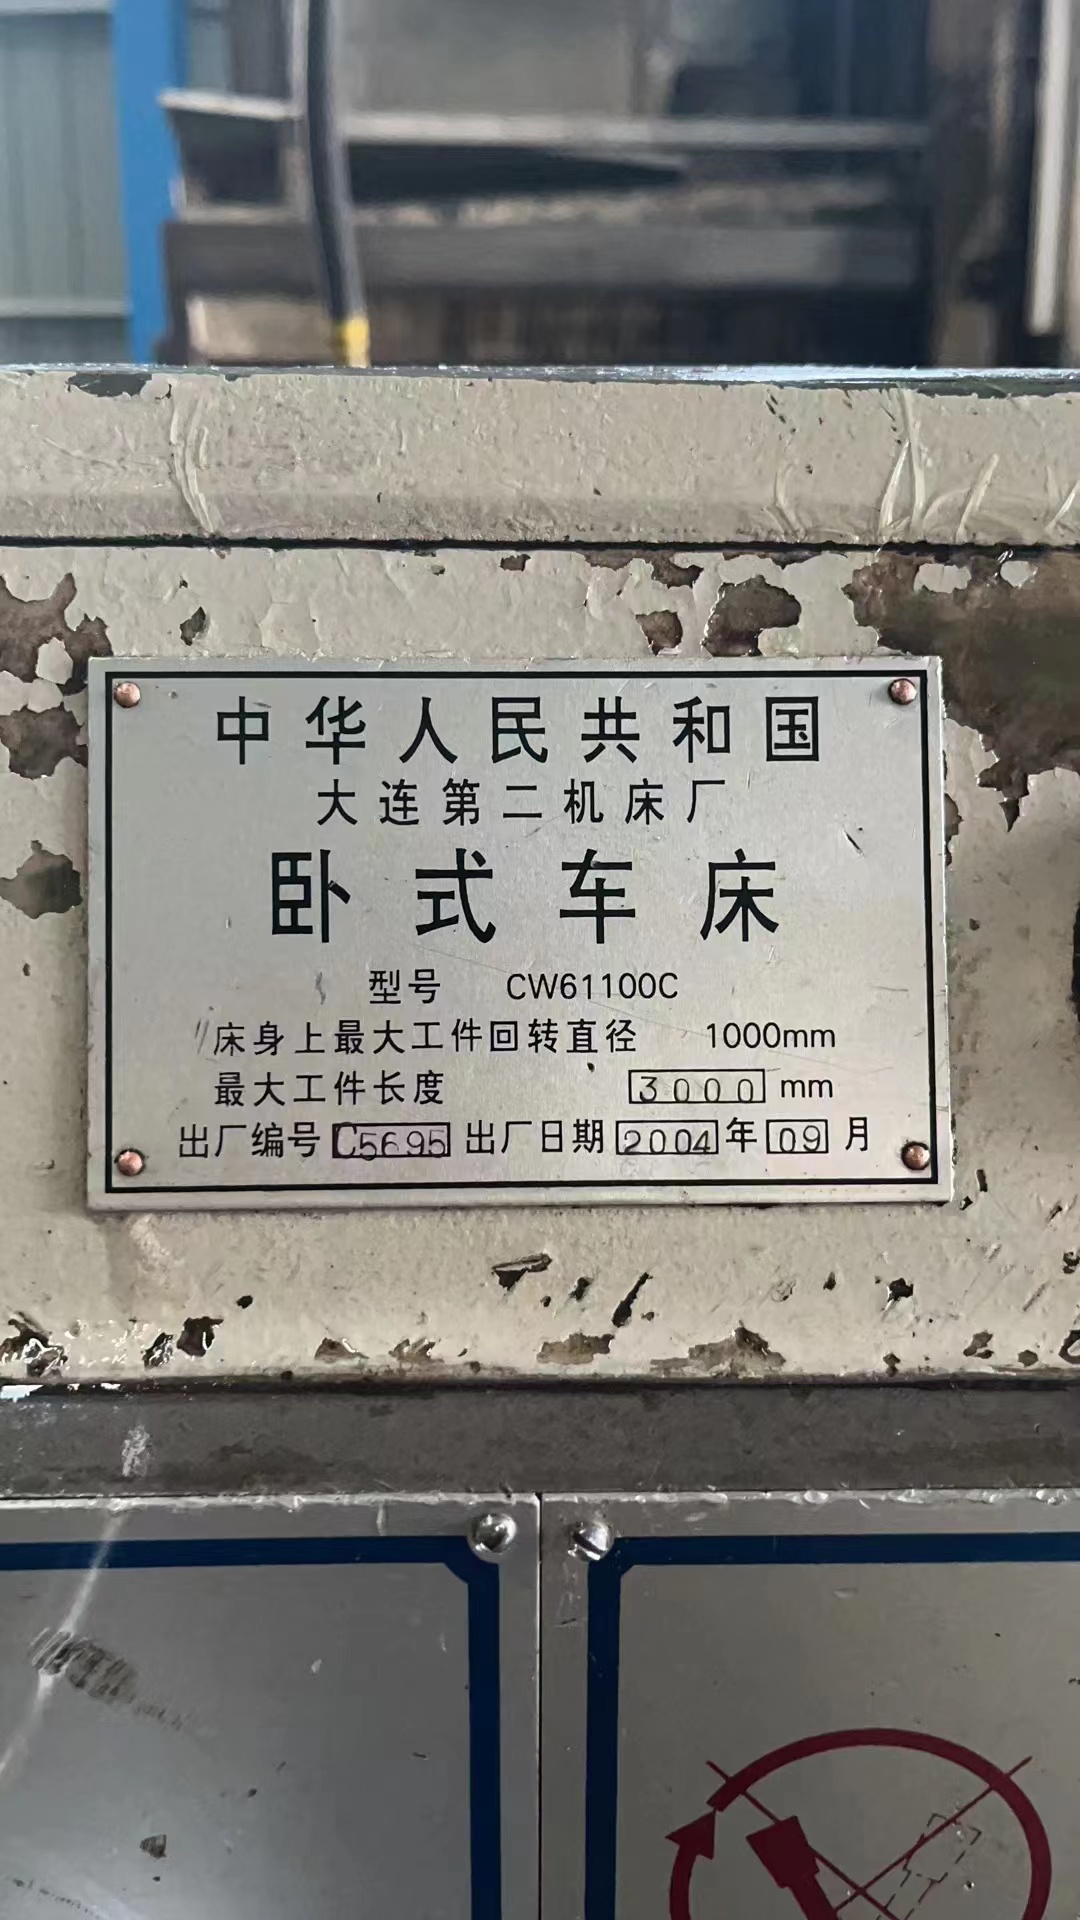 中华人民共和国
大连第二机床厂
卧式车床
型号 CW61100C
床身上最大工件回转直径 1000mm
最大工件长度 3000 mm
出厂编号 C5695 出厂日期 2004 年 09 月